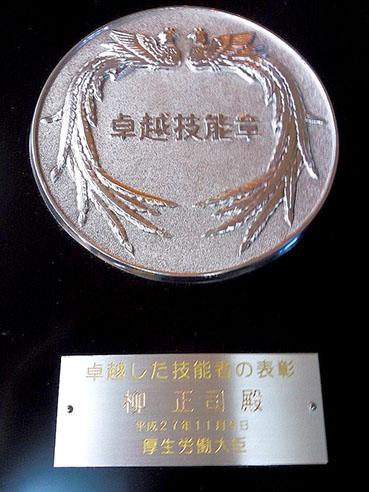 卓越技能章
卓越した技能者の表彰
柳 正司 殿
平成27年11月9日
厚生労働大臣